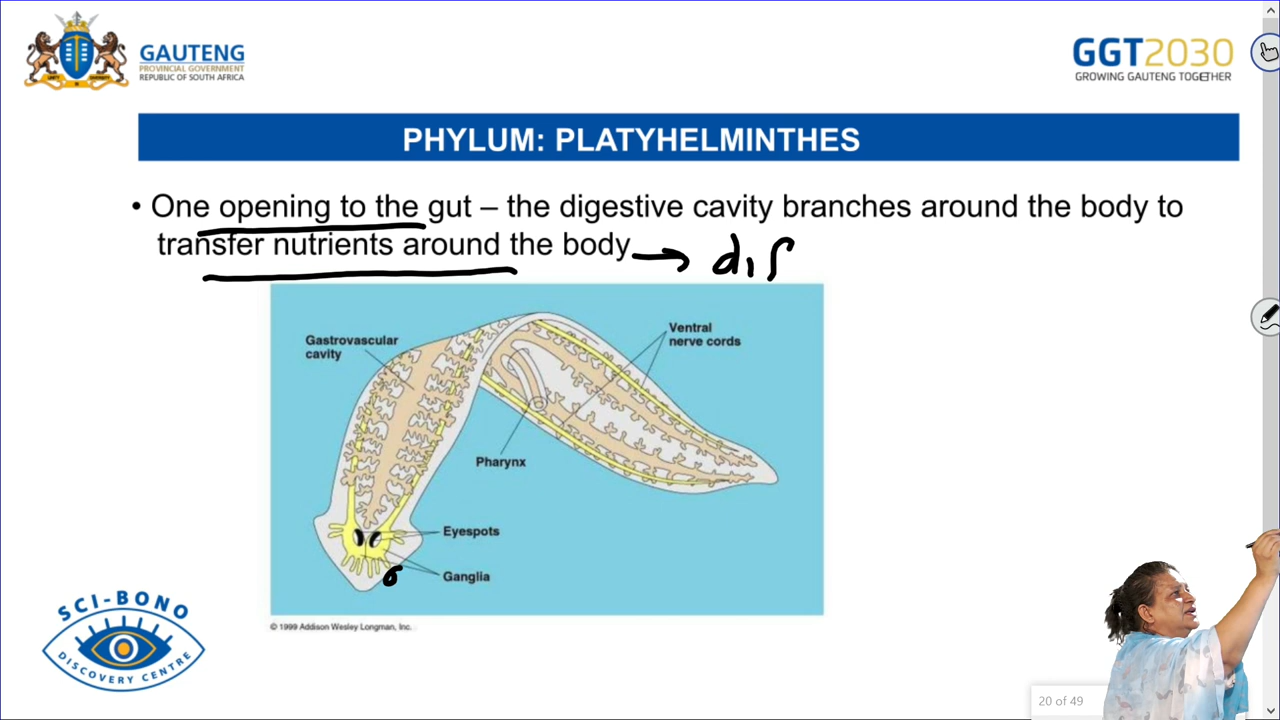 GAUTENG
PROVINCIAL GOVERNMENT
REPUBLIC OF SOUTH AFRICA
GGT2030
GROWING GAUTENG TOGETHER
PHYLUM: PLATYHELMINTHES
• One opening to the gut – the digestive cavity branches around the body to
transfer nutrients around the body → dif
Gastrovascular
cavity
Ventral
nerve cords
Pharynx
Eyespots
Ganglia
© 1999 Addison Wesley Longman, Inc.
SCI-BONO
DISCOVERY CENTRE
20 of 49